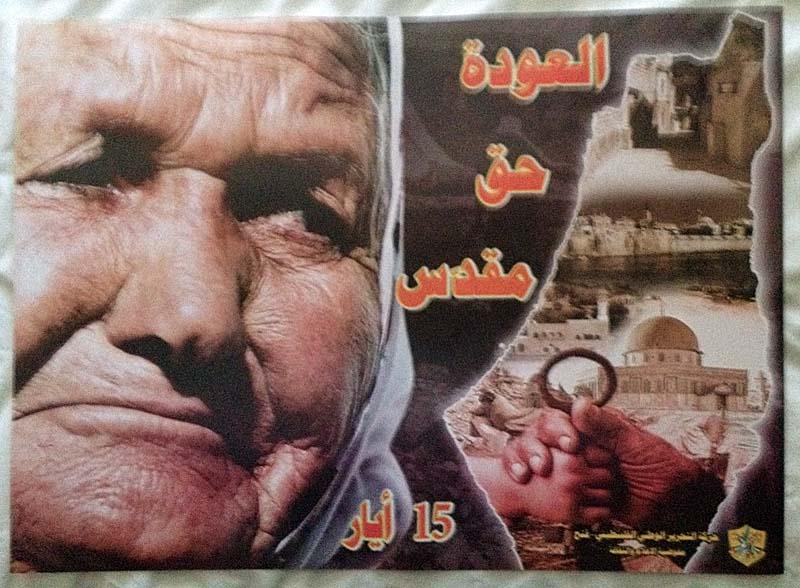 العودة
حق
مقدس
15 أيار
حركة التحرير الوطني الفلسطيني - فتح